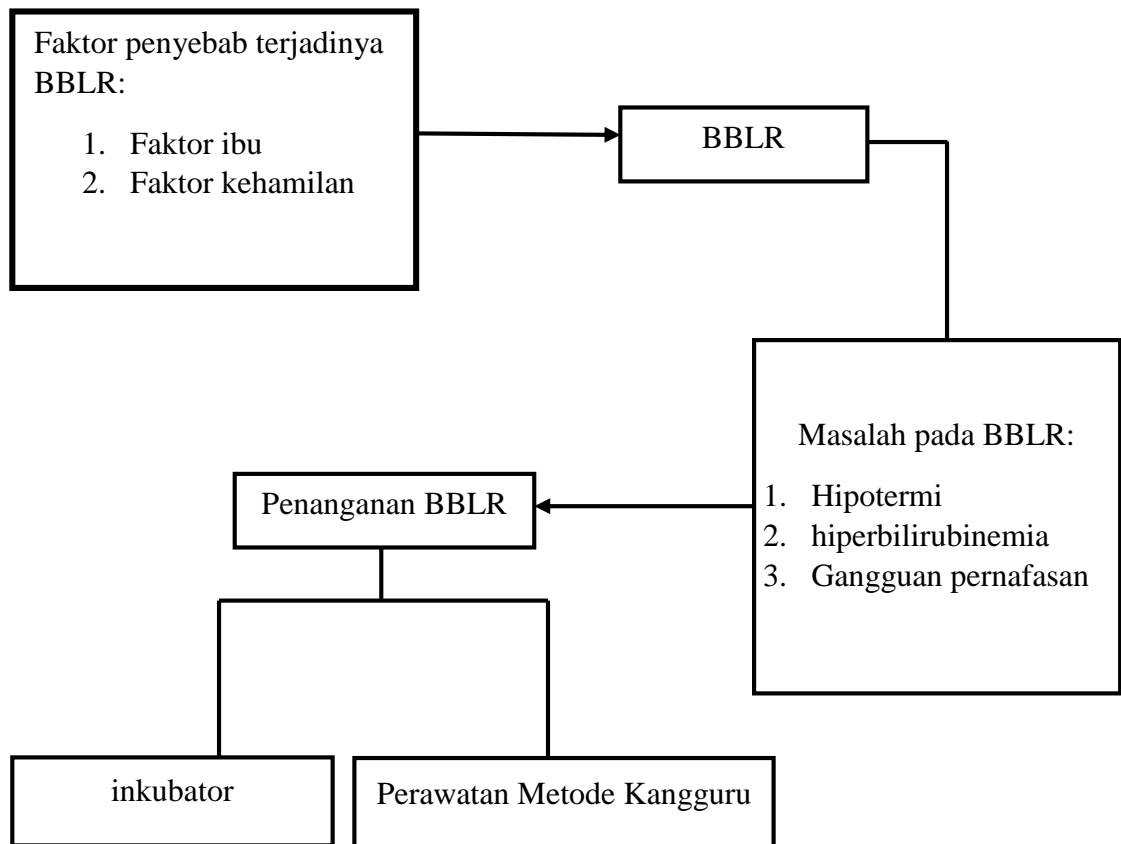 Faktor penyebab terjadinya
BBLR:
1. Faktor ibu
2. Faktor kehamilan
BBLR
Masalah pada BBLR:
1. Hipotermi
2. hiperbilirubinemia
3. Gangguan pernafasan
Penanganan BBLR
inkubator
Perawatan Metode Kangguru